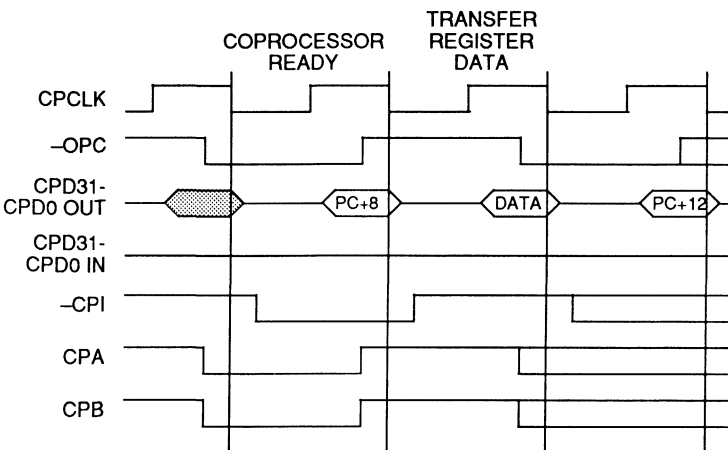 COPROCESSOR
READY
TRANSFER
REGISTER
DATA
CPCLK
–OPC
CPD31-
CPD0 OUT
PC+8
DATA
PC+12
CPD31-
CPD0 IN
–CPI
CPA
CPB